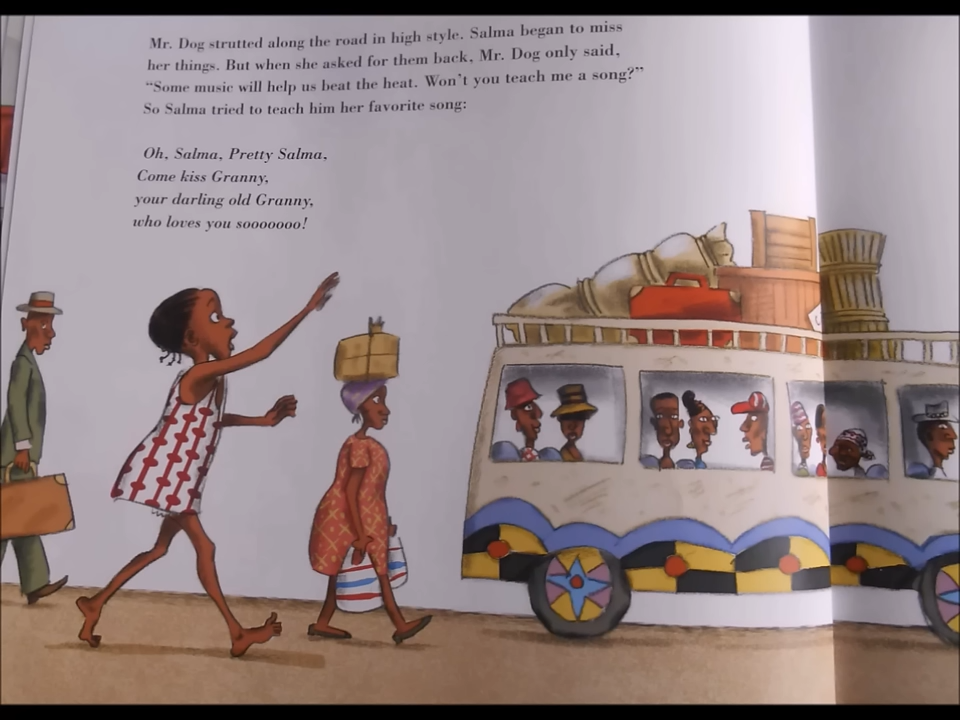 Mr. Dog strutted along the road in high style. Salma began to miss
her things. But when she asked for them back, Mr. Dog only said,
“Some music will help us beat the heat. Won’t you teach me a song?”
So Salma tried to teach him her favorite song:
Oh, Salma, Pretty Salma,
Come kiss Granny,
your darling old Granny,
who loves you sooooooo!